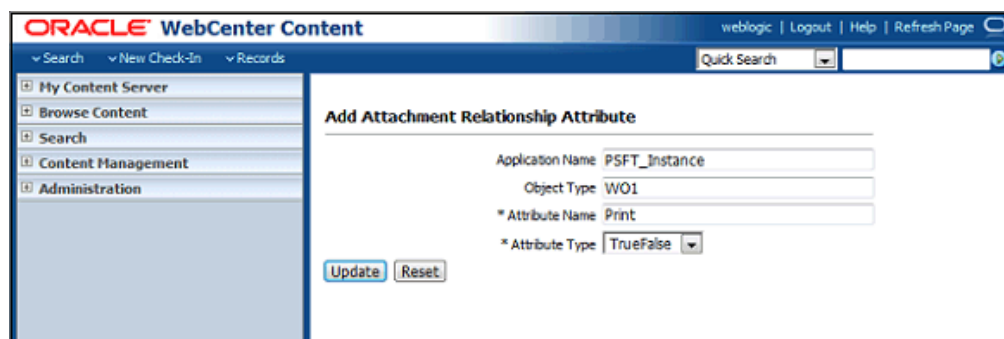 ORACLE WebCenter Content
weblogic | Logout | Help | Refresh Page
Search New Check-In Records
Quick Search
My Content Server
Browse Content
Search
Content Management
Administration
Add Attachment Relationship Attribute
Application Name PSFT_Instance
Object Type WO1
* Attribute Name Print
* Attribute Type TrueFalse
Update Reset